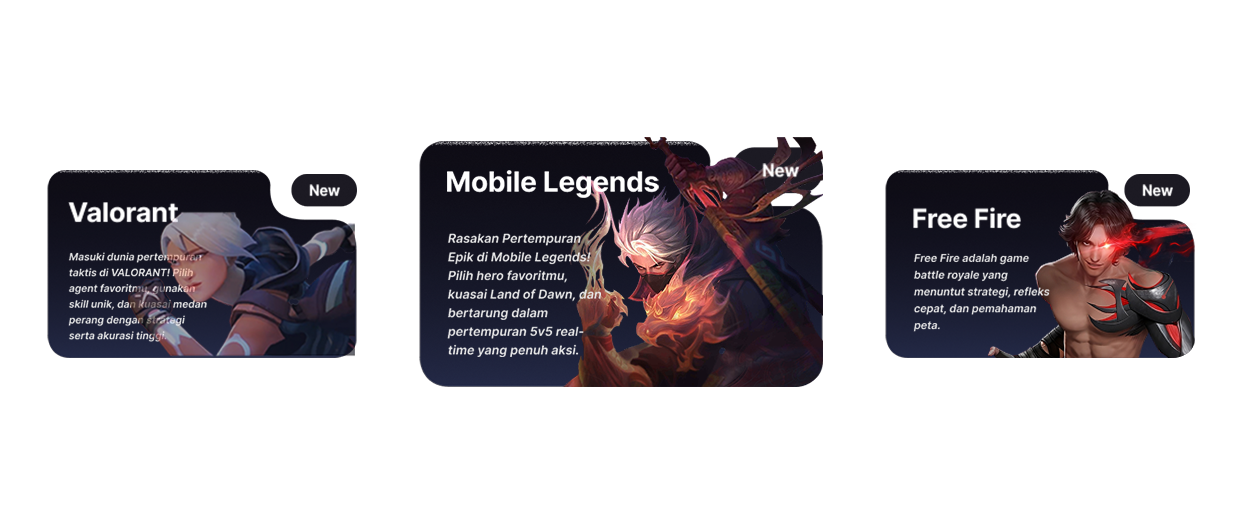 Valorant
New
Masuki dunia pertempuran
taktis di VALORANT! Pilih
agent favoritmu, gunakan
skill unik, dan kuasai medan
perang dengan strategi
serta akurasi tinggi.
Mobile Legends
New
Rasakan Pertempuran
Epik di Mobile Legends!
Pilih hero favoritmu,
kuasai Land of Dawn, dan
bertarung dalam
pertempuran 5v5 real-
time yang penuh aksi.
Free Fire
New
Free Fire adalah game
battle royale yang
menuntut strategi, refleks
cepat, dan pemahaman
peta.